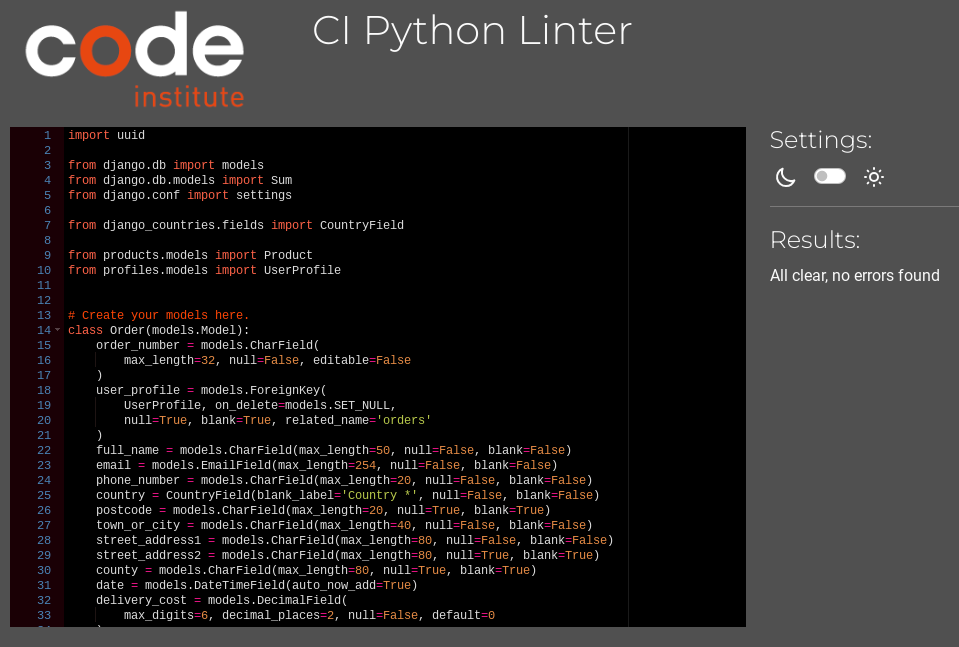 code
institute
CI Python Linter
1 import uuid
2
3 from django.db import models
4 from django.db.models import Sum
5 from django.conf import settings
6
7 from django_countries.fields import CountryField
8
9 from products.models import Product
10 from profiles.models import UserProfile
11
12
13 # Create your models here.
14 class Order(models.Model):
15     order_number = models.CharField(
16         max_length=32, null=False, editable=False
17     )
18     user_profile = models.ForeignKey(
19         UserProfile, on_delete=models.SET_NULL,
20         null=True, blank=True, related_name='orders'
21     )
22     full_name = models.CharField(max_length=50, null=False, blank=False)
23     email = models.EmailField(max_length=254, null=False, blank=False)
24     phone_number = models.CharField(max_length=20, null=False, blank=False)
25     country = CountryField(blank_label='Country *', null=False, blank=False)
26     postcode = models.CharField(max_length=20, null=True, blank=True)
27     town_or_city = models.CharField(max_length=40, null=False, blank=False)
28     street_address1 = models.CharField(max_length=80, null=False, blank=False)
29     street_address2 = models.CharField(max_length=80, null=True, blank=True)
30     county = models.CharField(max_length=80, null=True, blank=True)
31     date = models.DateTimeField(auto_now_add=True)
32     delivery_cost = models.DecimalField(
33         max_digits=6, decimal_places=2, null=False, default=0
Settings:
Results:
All clear, no errors found